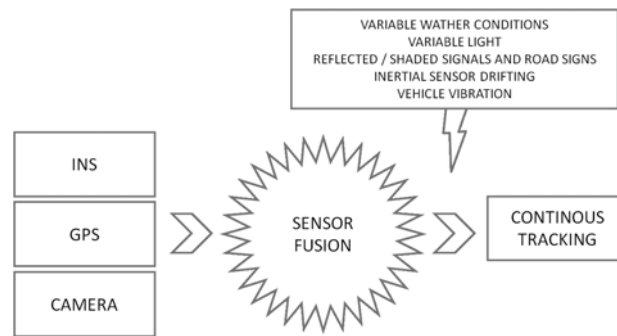 VARIABLE WATHER CONDITIONS
VARIABLE LIGHT
REFLECTED / SHADED SIGNALS AND ROAD SIGNS
INERTIAL SENSOR DRIFTING
VEHICLE VIBRATION
INS
GPS
CAMERA
SENSOR
FUSION
CONTINOUS
TRACKING